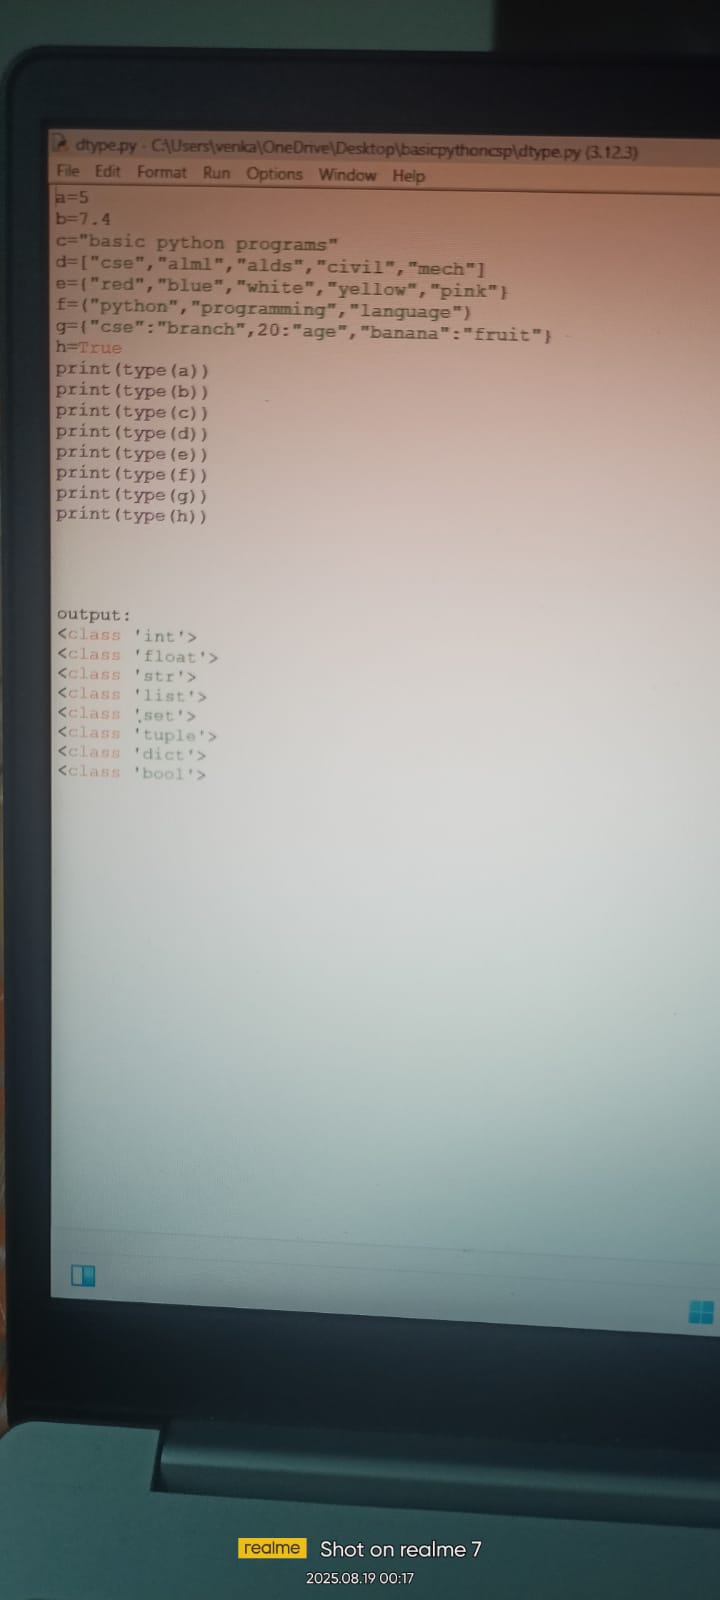 dtype.py - C:\Users\venka\OneDrive\Desktop\basicpythoncsp\dtype.py (3.12.3)
File Edit Format Run Options Window Help
a=5
b=7.4
c="basic python programs"
d=["cse","alml","alds","civil","mech"]
e={"red","blue","white","yellow","pink"}
f=("python","programming","language")
g={"cse":"branch",20:"age","banana":"fruit"}
h=True
print(type(a))
print(type(b))
print(type(c))
print(type(d))
print(type(e))
print(type(f))
print(type(g))
print(type(h))
output:
<class 'int'>
<class 'float'>
<class 'str'>
<class 'list'>
<class 'set'>
<class 'tuple'>
<class 'dict'>
<class 'bool'>
realme Shot on realme 7
2025.08.19 00:17